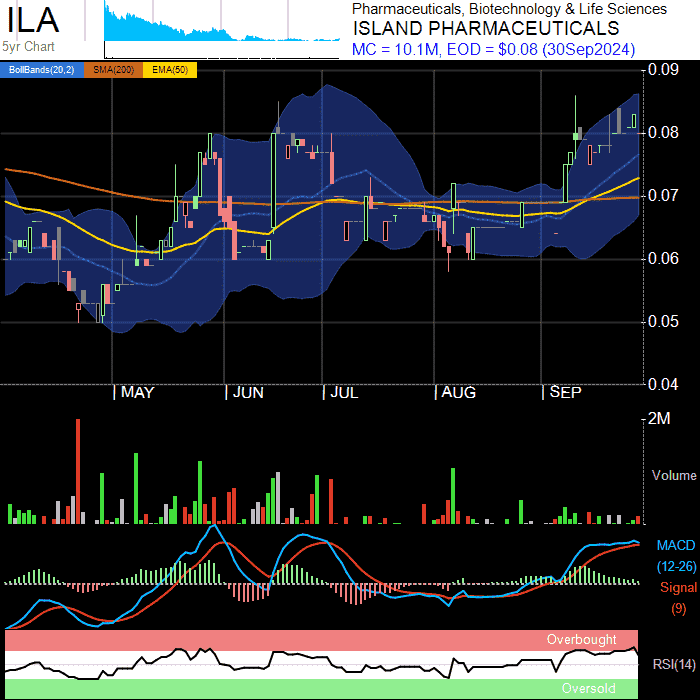 ILA
5yr Chart
Pharmaceuticals, Biotechnology & Life Sciences
ISLAND PHARMACEUTICALS
MC = 10.1M, EOD = $0.08 (30Sep2024)
BollBands(20,2) SMA(200) EMA(50)
0.09
0.08
0.07
0.06
0.05
0.04
MAY JUN JUL AUG SEP
2M
Volume
MACD
(12-26)
Signal
(9)
Overbought
RSI(14)
Oversold